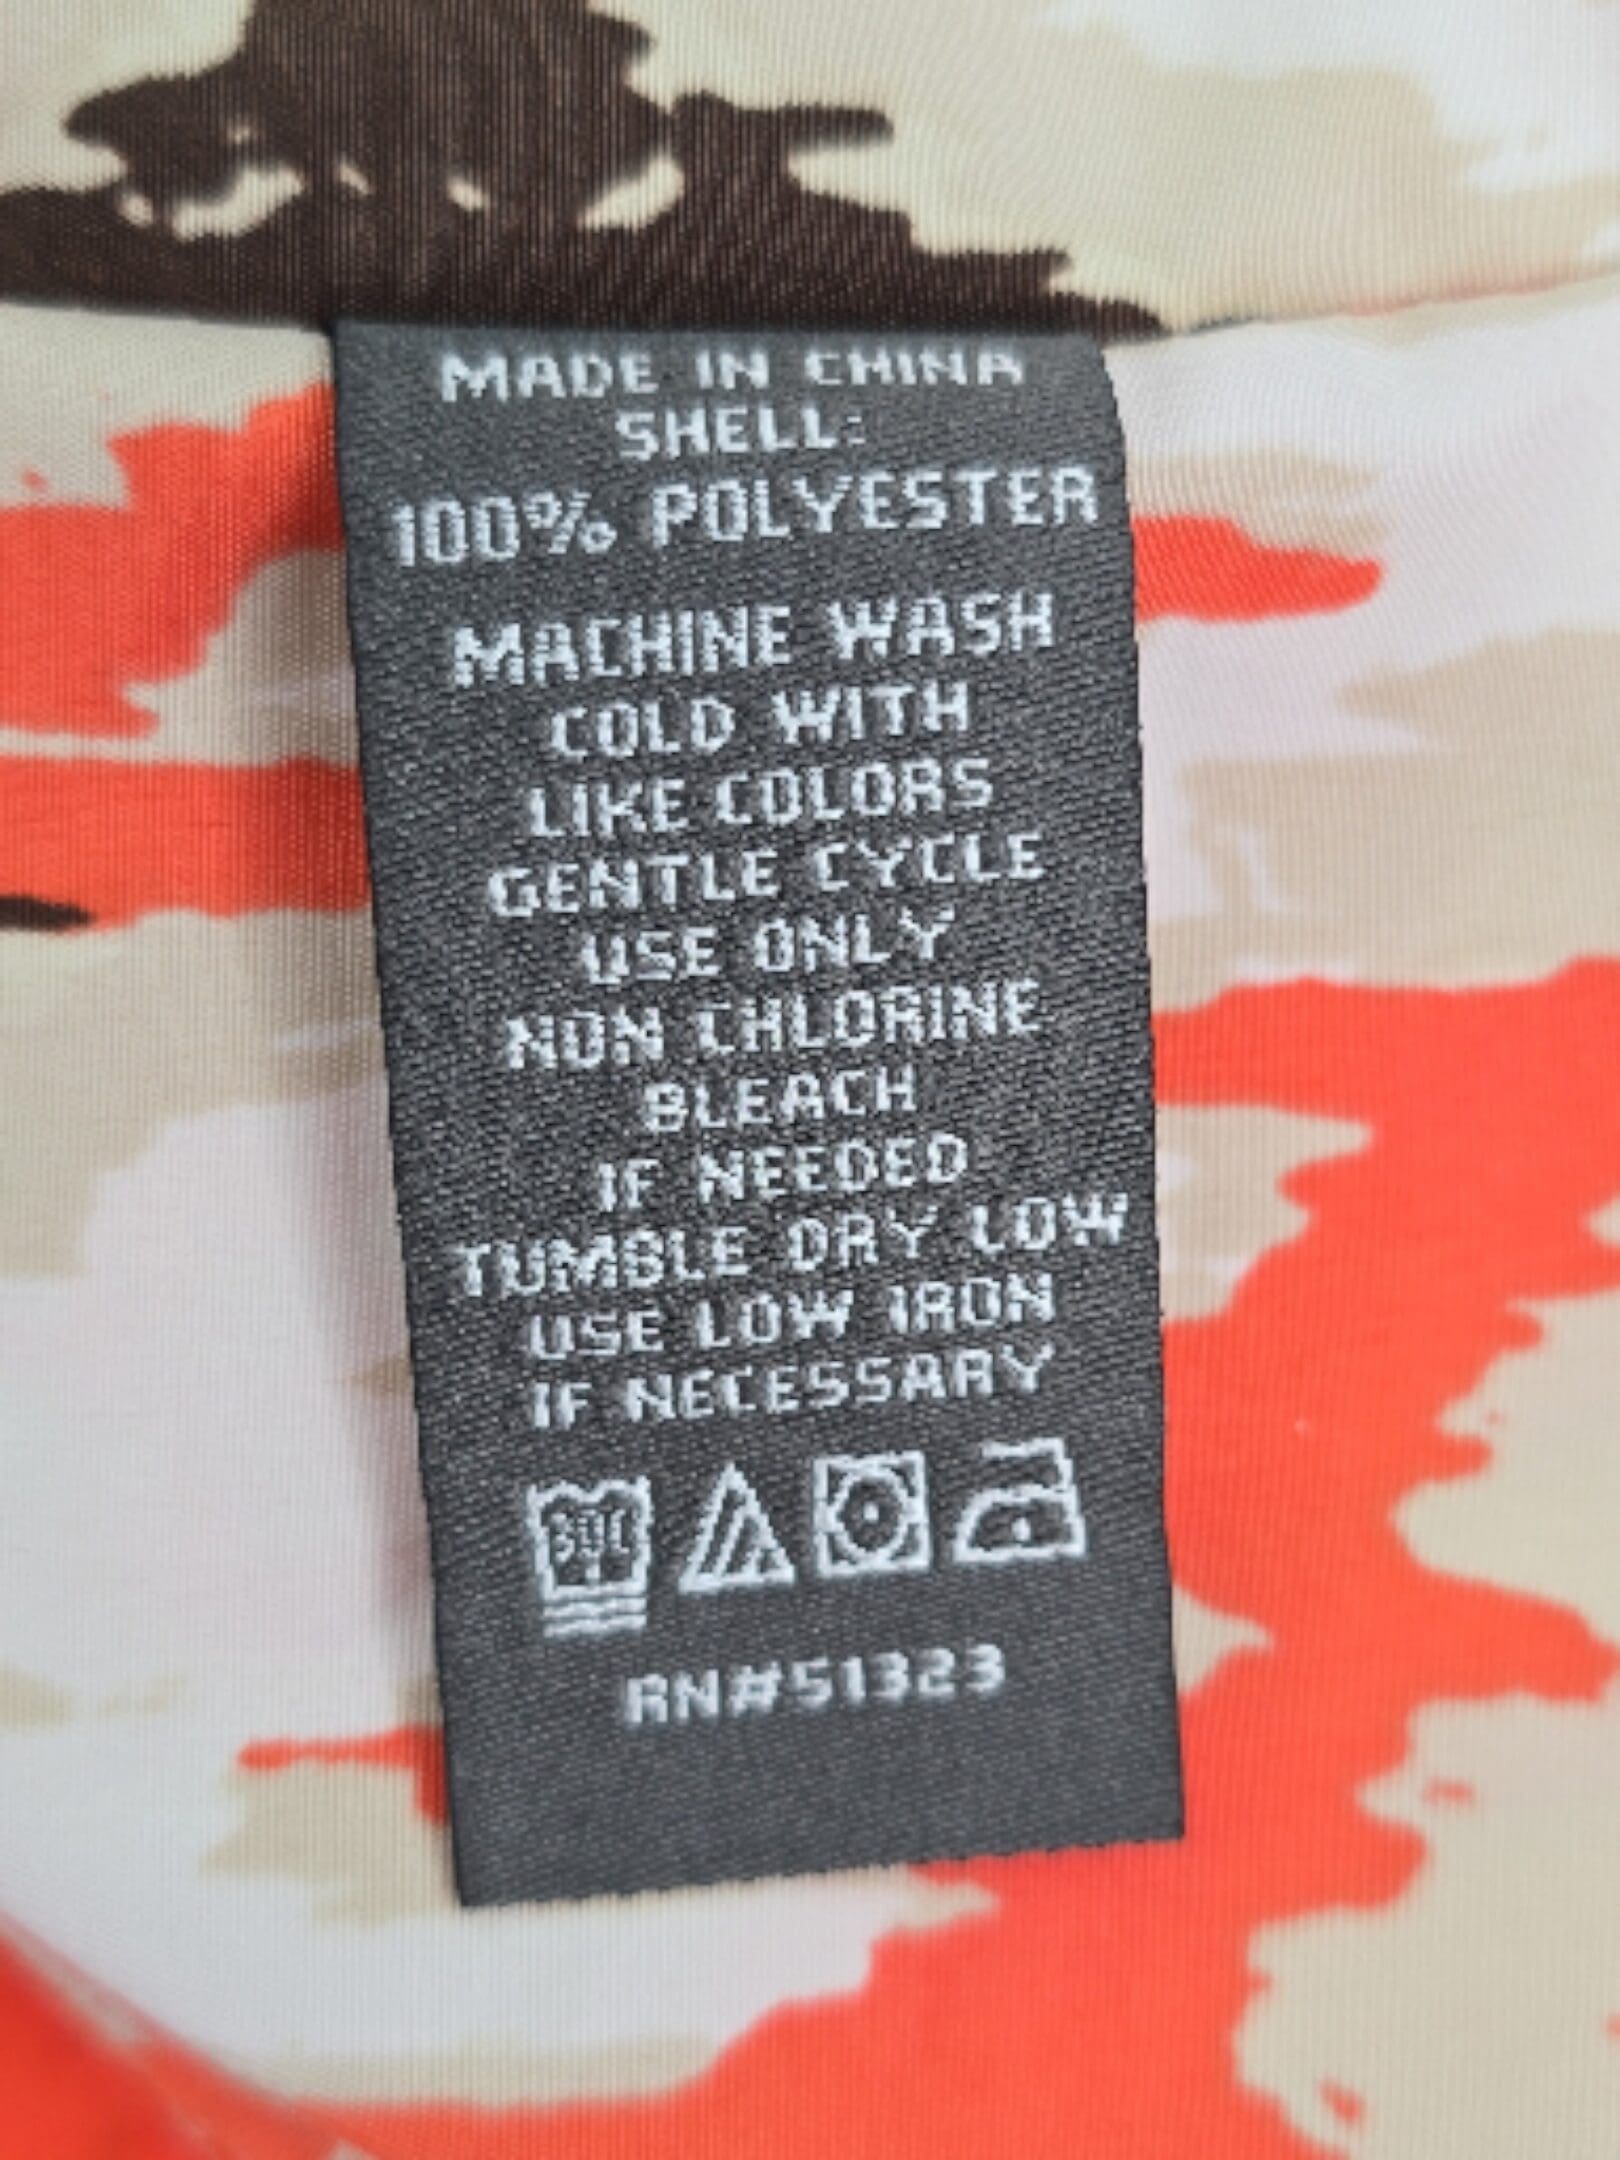 MADE IN CHINA
SHELL:
100% POLYESTER
MACHINE WASH
COLD WITH
LIKE COLORS
GENTLE CYCLE
USE ONLY
NON CHLORINE
BLEACH
IF NEEDED
TUMBLE DRY LOW
USE LOW IRON
IF NECESSARY
30C
RN#51323